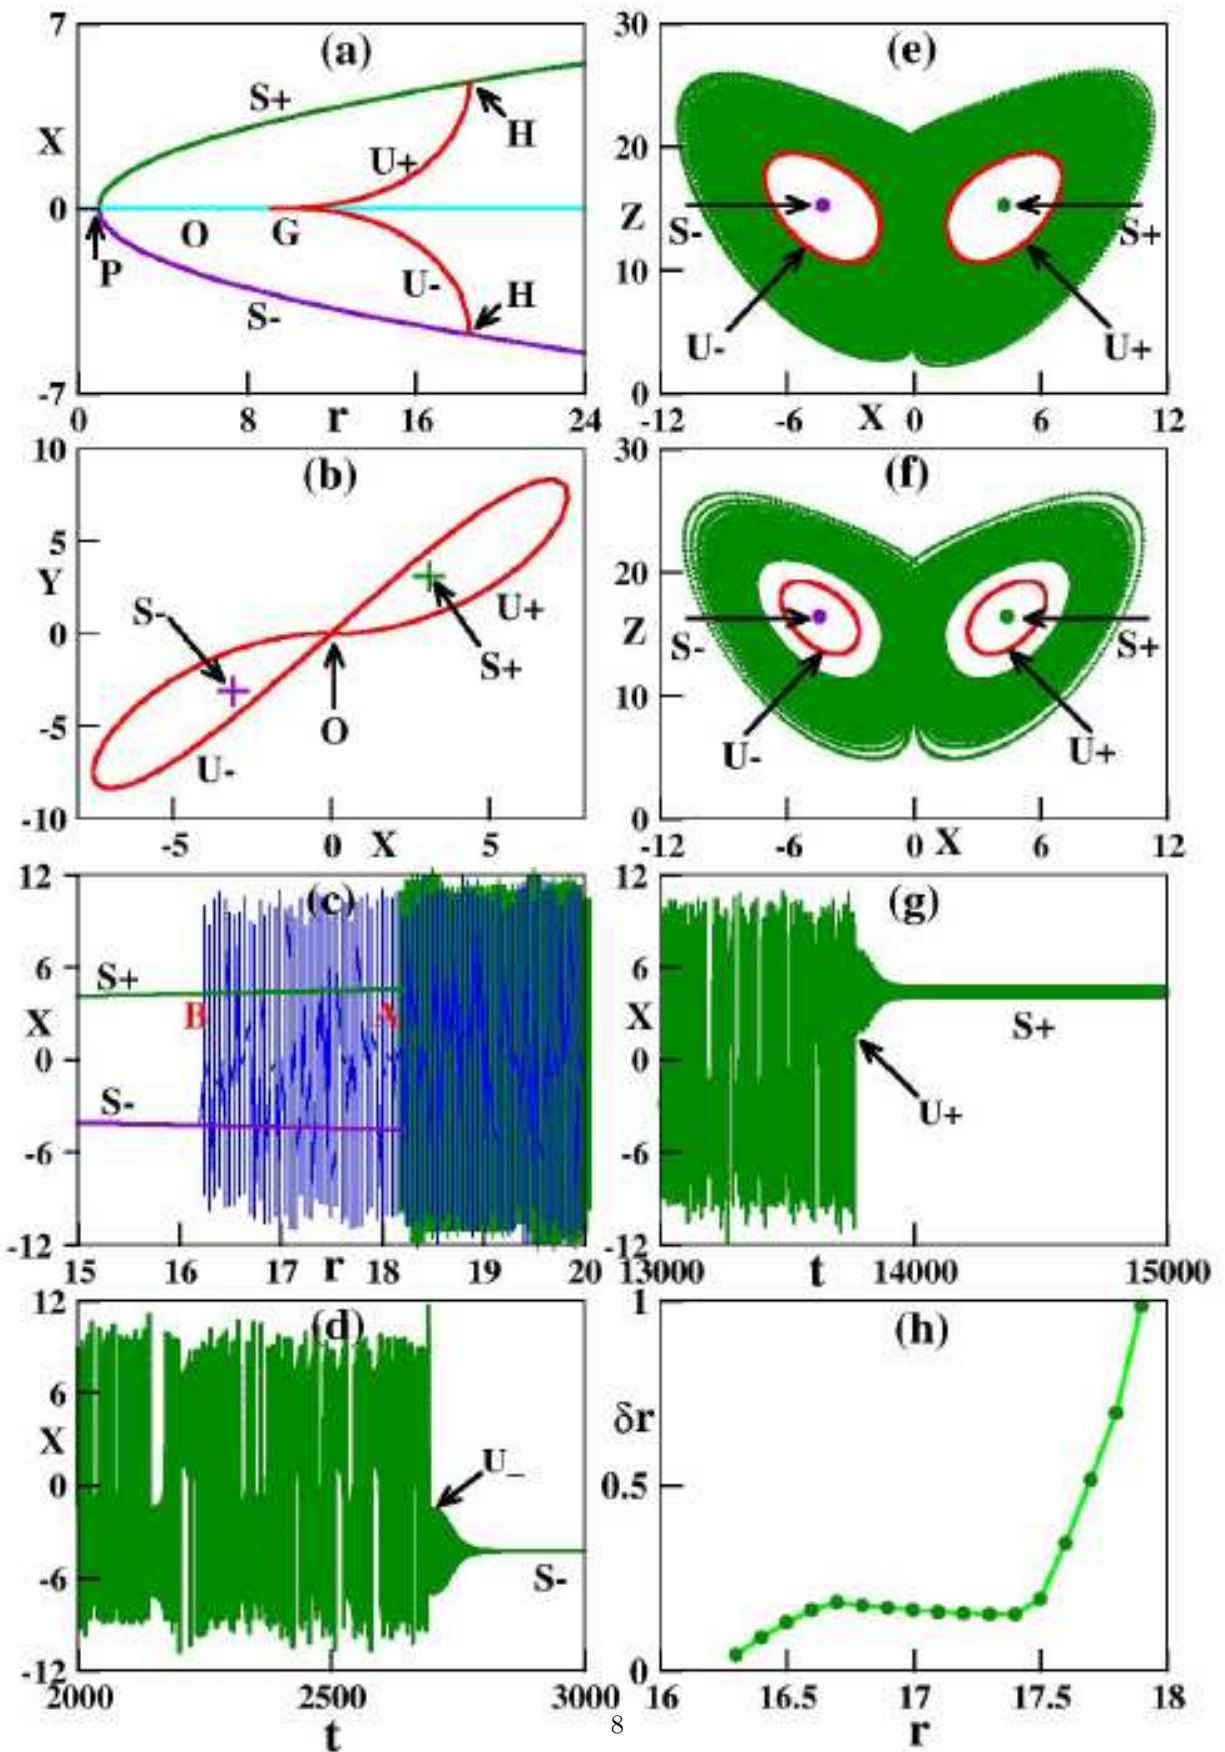 (a)
7
X
0
-7
S+
U+
H
O
G
P
U-
H
S-
0 8 r 16 24
(e)
30
20
Z
10
0
S-
S+
U-
U+
-12 -6 X 0 6 12
(b)
10
5
Y
0
-5
-10
S-
U+
S+
O
U-
-5 0 X 5
(f)
30
20
Z
10
0
S-
S+
U-
U+
-12 -6 0 X 6 12
(c)
12
6
X
0
-6
-12
S+
B A
S-
15 16 17 r 18 19 20
(g)
12
6
X
0
-6
-12
S+
U+
13000 t 14000 15000
(d)
12
6
X
0
-6
-12
U_
S-
2000 2500 3000
t
(h)
1
δr
0.5
0
16 16.5 17 17.5 18
r
8